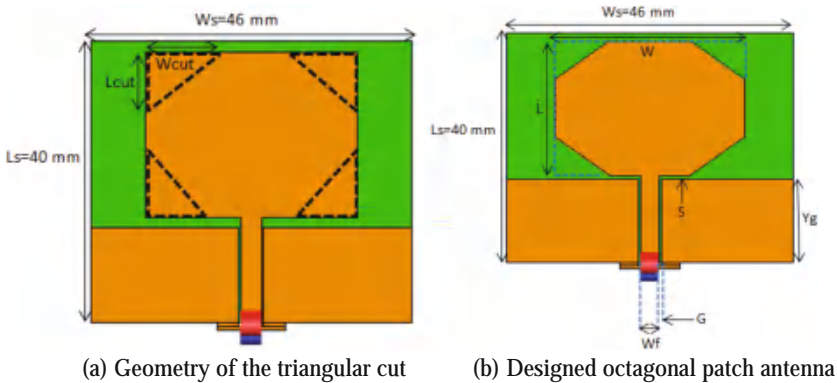 Ws=46 mm
Wcut
Lcut
Ls=40 mm
(a) Geometry of the triangular cut
Ws=46 mm
W
L
Ls=40 mm
S
Yg
G
Wf
(b) Designed octagonal patch antenna